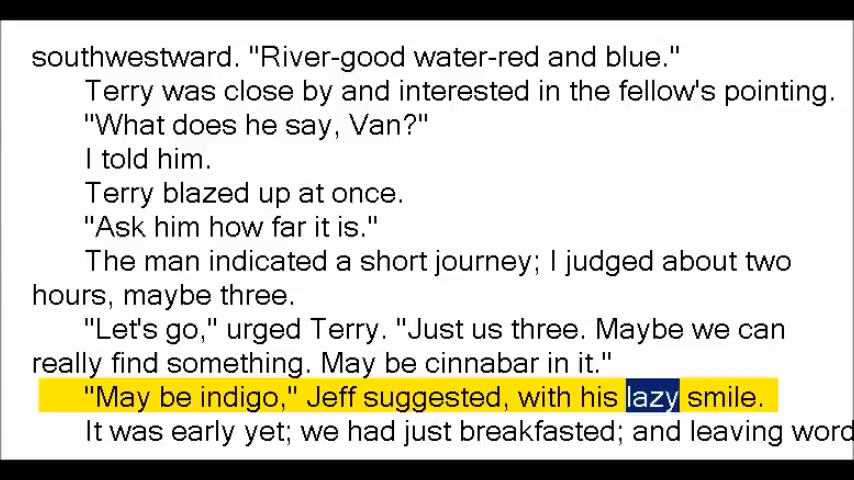 southwestward. "River-good water-red and blue."
Terry was close by and interested in the fellow's pointing.
"What does he say, Van?"
I told him.
Terry blazed up at once.
"Ask him how far it is."
The man indicated a short journey; I judged about two
hours, maybe three.
"Let's go," urged Terry. "Just us three. Maybe we can
really find something. May be cinnabar in it."
"May be indigo," Jeff suggested, with his lazy smile.
It was early yet; we had just breakfasted; and leaving word